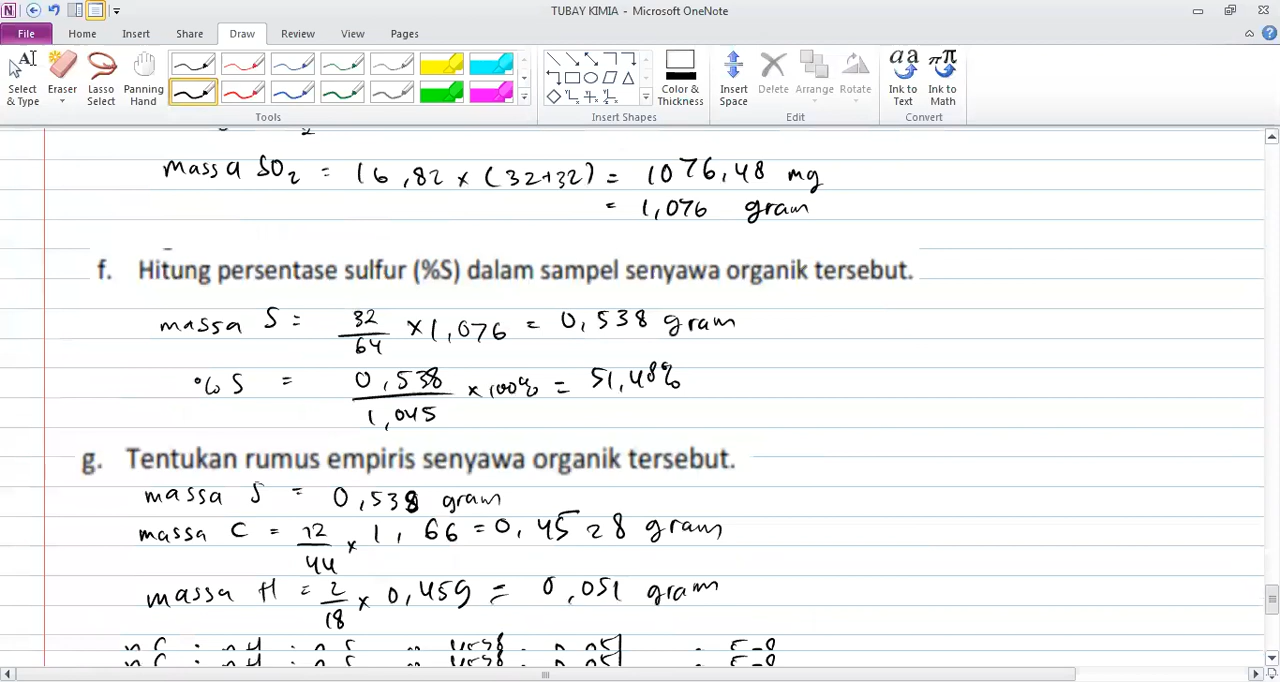 TUBAY KIMIA - Microsoft OneNote
File Home Insert Share Draw Review View Pages
Select & Type Eraser Lasso Select Panning Hand Color & Thickness Insert Space Delete Arrange Rotate Ink to Text Ink to Math
Tools Insert Shapes Edit Convert
massa SO2 = 16,82 × (32+32) = 1076,48 mg
= 1,076 gram
f. Hitung persentase sulfur (%S) dalam sampel senyawa organik tersebut.
massa S = 32/64 × 1,076 = 0,538 gram
% S = 0,538/1,045 × 100% = 51,48%
g. Tentukan rumus empiris senyawa organik tersebut.
massa S = 0,538 gram
massa C = 12/44 × 1,66 = 0,4528 gram
massa H = 2/18 × 0,459 = 0,051 gram